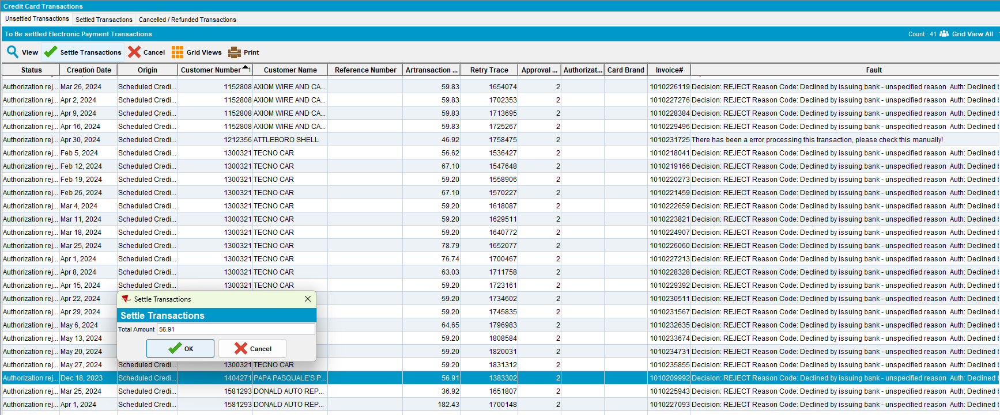 Credit Card Transactions
Unsettled Transactions Settled Transactions Cancelled / Refunded Transactions
To Be settled Electronic Payment Transactions Count : 41 Grid View All
View Settle Transactions Cancel Grid Views Print
Status Creation Date Origin Customer Number 1 Customer Name Reference Number Artransaction ... Retry Trace Approval ... Authorizat... Card Brand Invoice# Fault
Authorization rej... Mar 26, 2024 Scheduled Credi... 1152808 AXIOM WIRE AND CA... 59.83 1654074 2 1010226119 Decision: REJECT Reason Code: Declined by issuing bank - unspecified reason Auth: Declined
Authorization rej... Apr 2, 2024 Scheduled Credi... 1152808 AXIOM WIRE AND CA... 59.83 1702353 2 1010227276 Decision: REJECT Reason Code: Declined by issuing bank - unspecified reason Auth: Declined
Authorization rej... Apr 9, 2024 Scheduled Credi... 1152808 AXIOM WIRE AND CA... 59.83 1713695 2 1010228384 Decision: REJECT Reason Code: Declined by issuing bank - unspecified reason Auth: Declined
Authorization rej... Apr 16, 2024 Scheduled Credi... 1152808 AXIOM WIRE AND CA... 59.83 1725267 2 1010229496 Decision: REJECT Reason Code: Declined by issuing bank - unspecified reason Auth: Declined
Authorization rej... Apr 30, 2024 Scheduled Credi... 1212356 ATTLEBORO SHELL 46.92 1758475 2 1010231725 There has been a error processing this transaction, please check this manually!
Authorization rej... Feb 5, 2024 Scheduled Credi... 1300321 TECNO CAR 56.62 1536427 2 1010218041 Decision: REJECT Reason Code: Declined by issuing bank - unspecified reason Auth: Declined
Authorization rej... Feb 12, 2024 Scheduled Credi... 1300321 TECNO CAR 67.10 1547648 2 1010219166 Decision: REJECT Reason Code: Declined by issuing bank - unspecified reason Auth: Declined
Authorization rej... Feb 19, 2024 Scheduled Credi... 1300321 TECNO CAR 59.20 1558906 2 1010220273 Decision: REJECT Reason Code: Declined by issuing bank - unspecified reason Auth: Declined
Authorization rej... Feb 26, 2024 Scheduled Credi... 1300321 TECNO CAR 67.10 1570227 2 1010221459 Decision: REJECT Reason Code: Declined by issuing bank - unspecified reason Auth: Declined
Authorization rej... Mar 4, 2024 Scheduled Credi... 1300321 TECNO CAR 59.20 1618087 2 1010222659 Decision: REJECT Reason Code: Declined by issuing bank - unspecified reason Auth: Declined
Authorization rej... Mar 11, 2024 Scheduled Credi... 1300321 TECNO CAR 59.20 1629511 2 1010223821 Decision: REJECT Reason Code: Declined by issuing bank - unspecified reason Auth: Declined
Authorization rej... Mar 18, 2024 Scheduled Credi... 1300321 TECNO CAR 59.20 1640772 2 1010224907 Decision: REJECT Reason Code: Declined by issuing bank - unspecified reason Auth: Declined
Authorization rej... Mar 25, 2024 Scheduled Credi... 1300321 TECNO CAR 78.79 1652077 2 1010226060 Decision: REJECT Reason Code: Declined by issuing bank - unspecified reason Auth: Declined
Authorization rej... Apr 1, 2024 Scheduled Credi... 1300321 TECNO CAR 76.74 1700467 2 1010227213 Decision: REJECT Reason Code: Declined by issuing bank - unspecified reason Auth: Declined
Authorization rej... Apr 8, 2024 Scheduled Credi... 1300321 TECNO CAR 63.03 1711758 2 1010228328 Decision: REJECT Reason Code: Declined by issuing bank - unspecified reason Auth: Declined
Authorization rej... Apr 15, 2024 Scheduled Credi... 1300321 TECNO CAR 59.20 1723161 2 1010229392 Decision: REJECT Reason Code: Declined by issuing bank - unspecified reason Auth: Declined
Authorization rej... Apr 22, 2024 59.20 1734602 2 1010230511 Decision: REJECT Reason Code: Declined by issuing bank - unspecified reason Auth: Declined
Authorization rej... Apr 29, 2024 59.20 1745835 2 1010231567 Decision: REJECT Reason Code: Declined by issuing bank - unspecified reason Auth: Declined
Authorization rej... May 6, 2024 64.65 1796983 2 1010232635 Decision: REJECT Reason Code: Declined by issuing bank - unspecified reason Auth: Declined
Authorization rej... May 13, 2024 59.20 1808584 2 1010233674 Decision: REJECT Reason Code: Declined by issuing bank - unspecified reason Auth: Declined
Authorization rej... May 20, 2024 59.20 1820031 2 1010234731 Decision: REJECT Reason Code: Declined by issuing bank - unspecified reason Auth: Declined
Authorization rej... May 27, 2024 Scheduled Credi... 1300321 TECNO CAR 59.20 1831312 2 1010235855 Decision: REJECT Reason Code: Declined by issuing bank - unspecified reason Auth: Declined
Authorization rej... Dec 18, 2023 Scheduled Credi... 1404271 PAPA PASQUALE'S P... 56.91 1383302 2 1010209992 Decision: REJECT Reason Code: Declined by issuing bank - unspecified reason Auth: Declined
Authorization rej... Mar 25, 2024 Scheduled Credi... 1581293 DONALD AUTO REP... 36.92 1651807 2 1010225943 Decision: REJECT Reason Code: Declined by issuing bank - unspecified reason Auth: Declined
Authorization rej... Apr 1, 2024 Scheduled Credi... 1581293 DONALD AUTO REP... 182.43 1700148 2 1010227093 Decision: REJECT Reason Code: Declined by issuing bank - unspecified reason Auth: Declined
Settle Transactions
Settle Transactions
Total Amount 56.91
OK Cancel